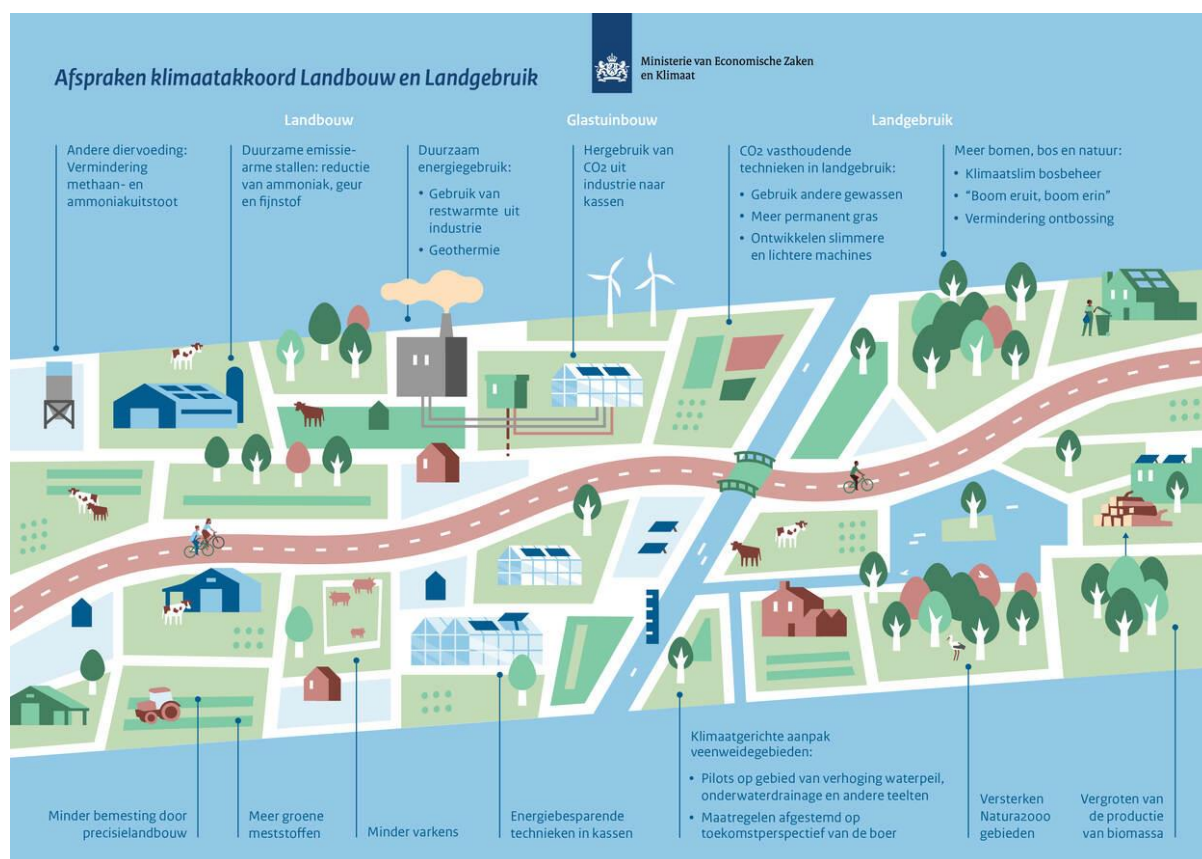 Afspraken klimaatakkoord Landbouw en Landgebruik
Ministerie van Economische Zaken
en Klimaat
Landbouw
Glastuinbouw
Landgebruik
Andere diervoeding:
Vermindering
methaan- en
ammoniakuitstoot
Duurzame emissie-
arme stallen: reductie
van ammoniak, geur
en fijnstof
Duurzaam
energiegebruik:
• Gebruik van
restwarmte uit
industrie
• Geothermie
Hergebruik van
CO2 uit
industrie naar
kassen
CO2 vasthoudende
technieken in landgebruik:
• Gebruik andere gewassen
• Meer permanent gras
• Ontwikkelen slimmere
en lichtere machines
Meer bomen, bos en natuur:
• Klimaatslim bosbeheer
• “Boom eruit, boom erin”
• Vermindering ontbossing
Minder bemesting door
precisielandbouw
Meer groene
meststoffen
Minder varkens
Energiebesparende
technieken in kassen
Klimaatgerichte aanpak
veenweidegebieden:
• Pilots op gebied van verhoging waterpeil,
onderwaterdrainage en andere teelten
• Maatregelen afgestemd op
toekomstperspectief van de boer
Versterken
Natura2000
gebieden
Vergroten van
de productie
van biomassa